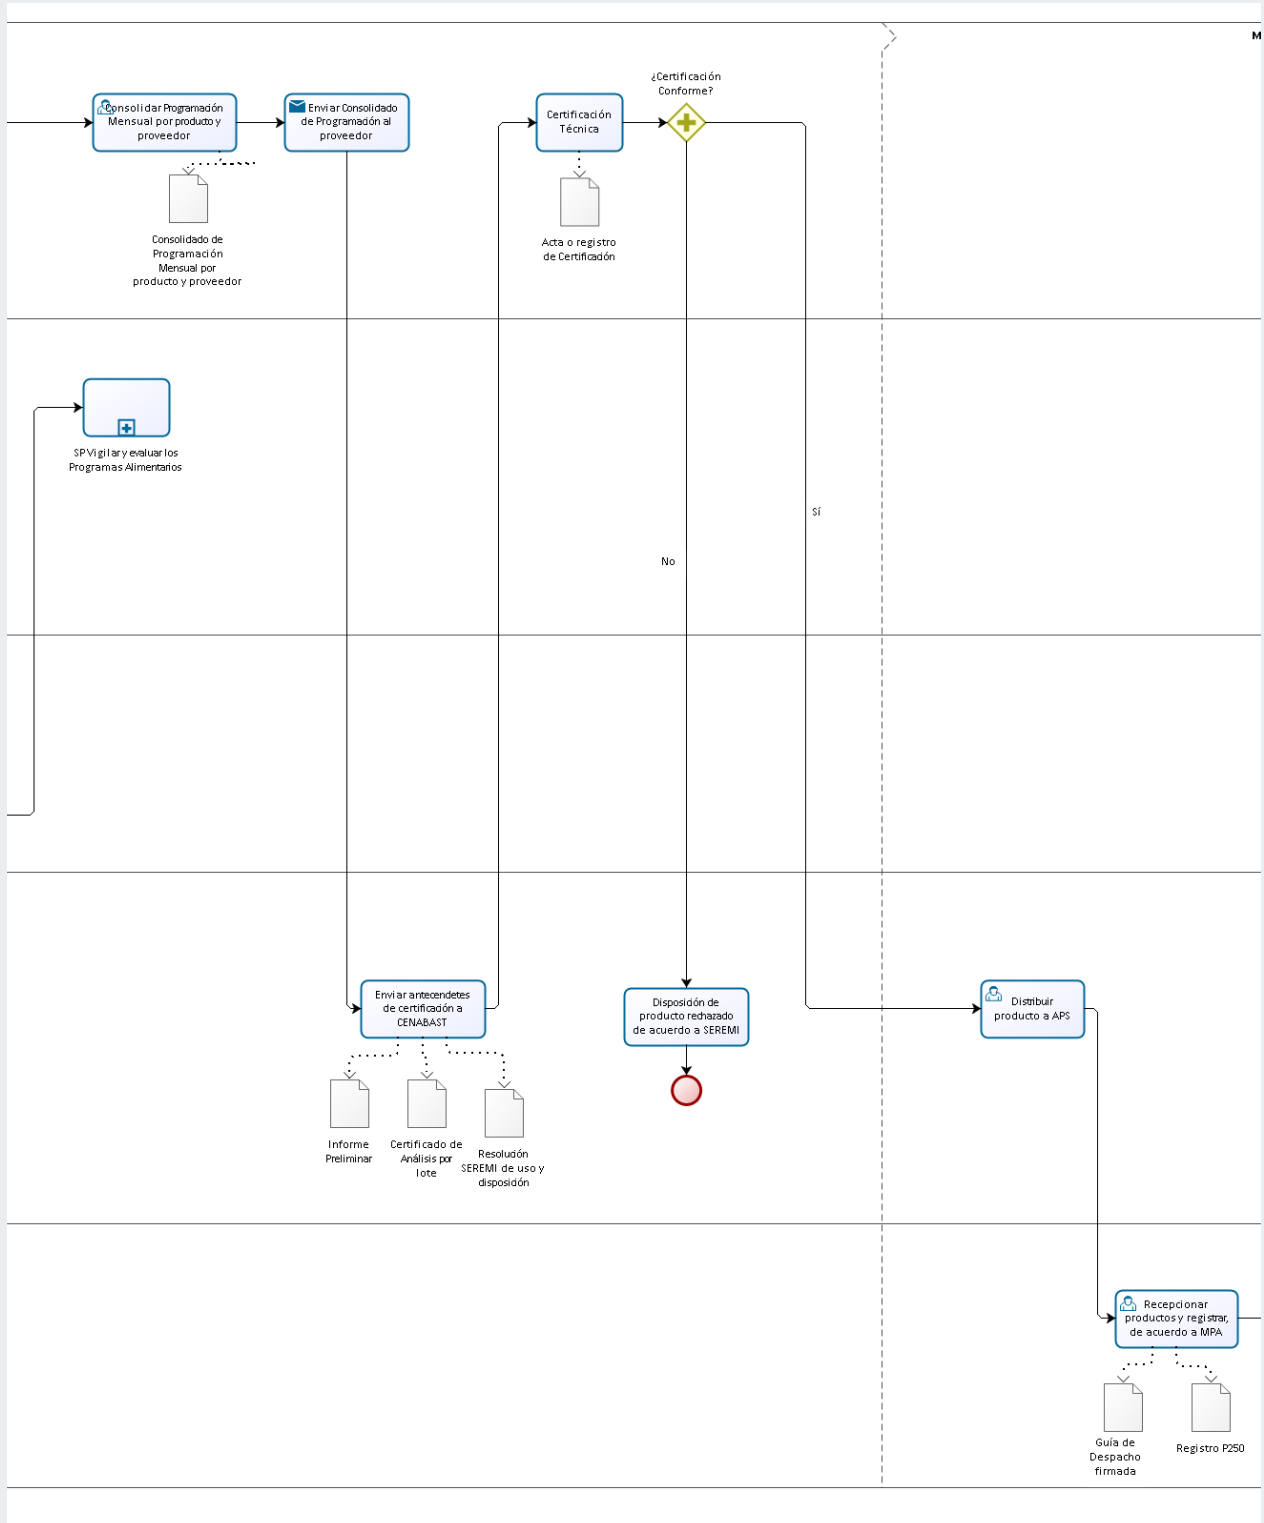 M
¿Certificación
Conforme?
Consolidar Programación
Mensual por producto y
proveedor
Enviar Consolidado
de Programación al
proveedor
Certificación
Técnica
Consolidado de
Programación
Mensual por
producto y proveedor
Acta o registro
de Certificación
SP Vigilar y evaluar los
Programas Alimentarios
Sí
No
Enviar antecendetes
de certificación a
CENABAST
Disposición de
producto rechazado
de acuerdo a SEREMI
Distribuir
producto a APS
Informe
Preliminar
Certificado de
Análisis por
lote
Resolución
SEREMI de uso y
disposición
Recepcionar
productos y registrar,
de acuerdo a MPA
Guía de
Despacho
firmada
Registro P250